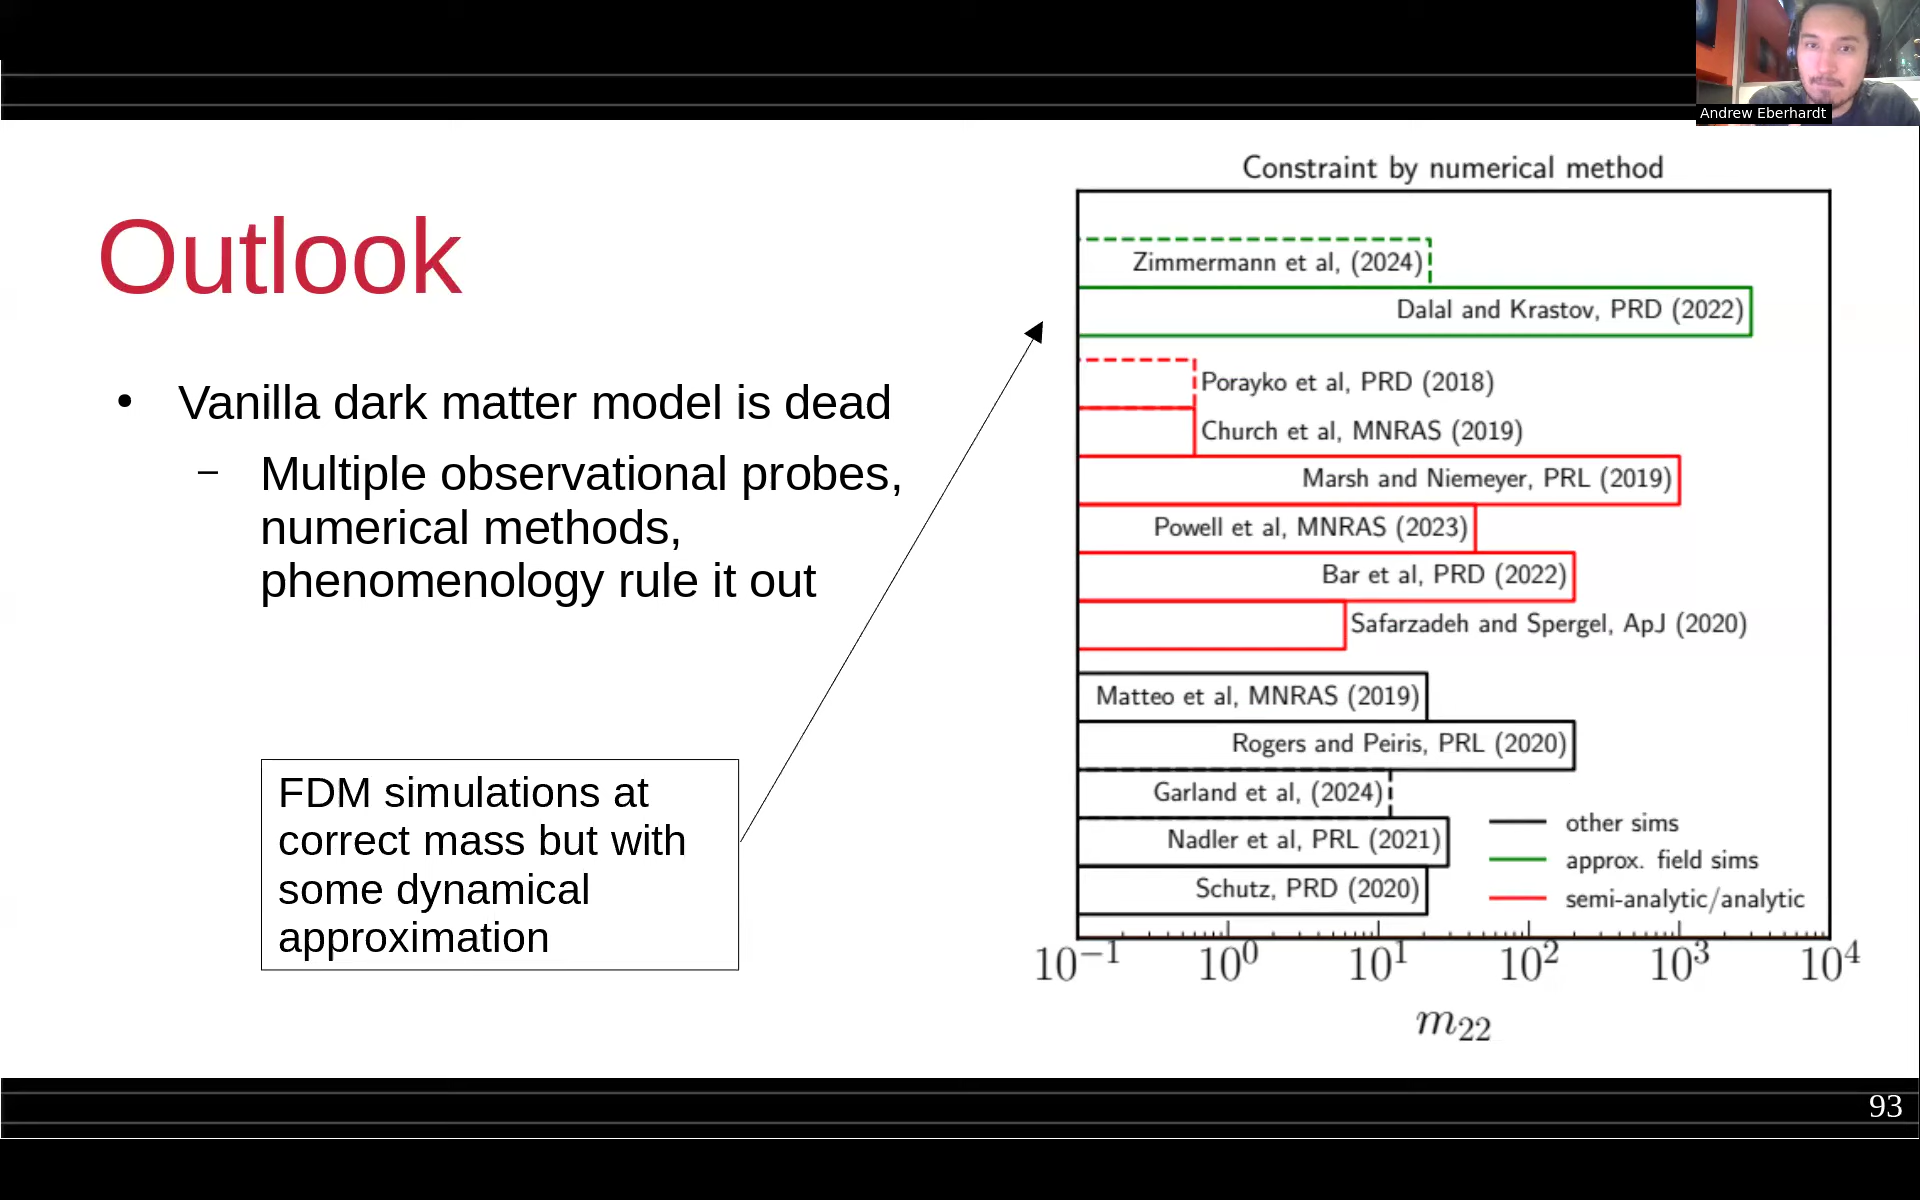 Andrew Eberhardt
Outlook
• Vanilla dark matter model is dead
– Multiple observational probes,
numerical methods,
phenomenology rule it out
FDM simulations at
correct mass but with
some dynamical
approximation
Constraint by numerical method
Zimmermann et al, (2024)
Dalal and Krastov, PRD (2022)
Porayko et al, PRD (2018)
Church et al, MNRAS (2019)
Marsh and Niemeyer, PRL (2019)
Powell et al, MNRAS (2023)
Bar et al, PRD (2022)
Safarzadeh and Spergel, ApJ (2020)
Matteo et al, MNRAS (2019)
Rogers and Peiris, PRL (2020)
Garland et al, (2024)
Nadler et al, PRL (2021)
Schutz, PRD (2020)
other sims
approx. field sims
semi-analytic/analytic
10⁻¹ 10⁰ 10¹ 10² 10³ 10⁴
m₂₂
93